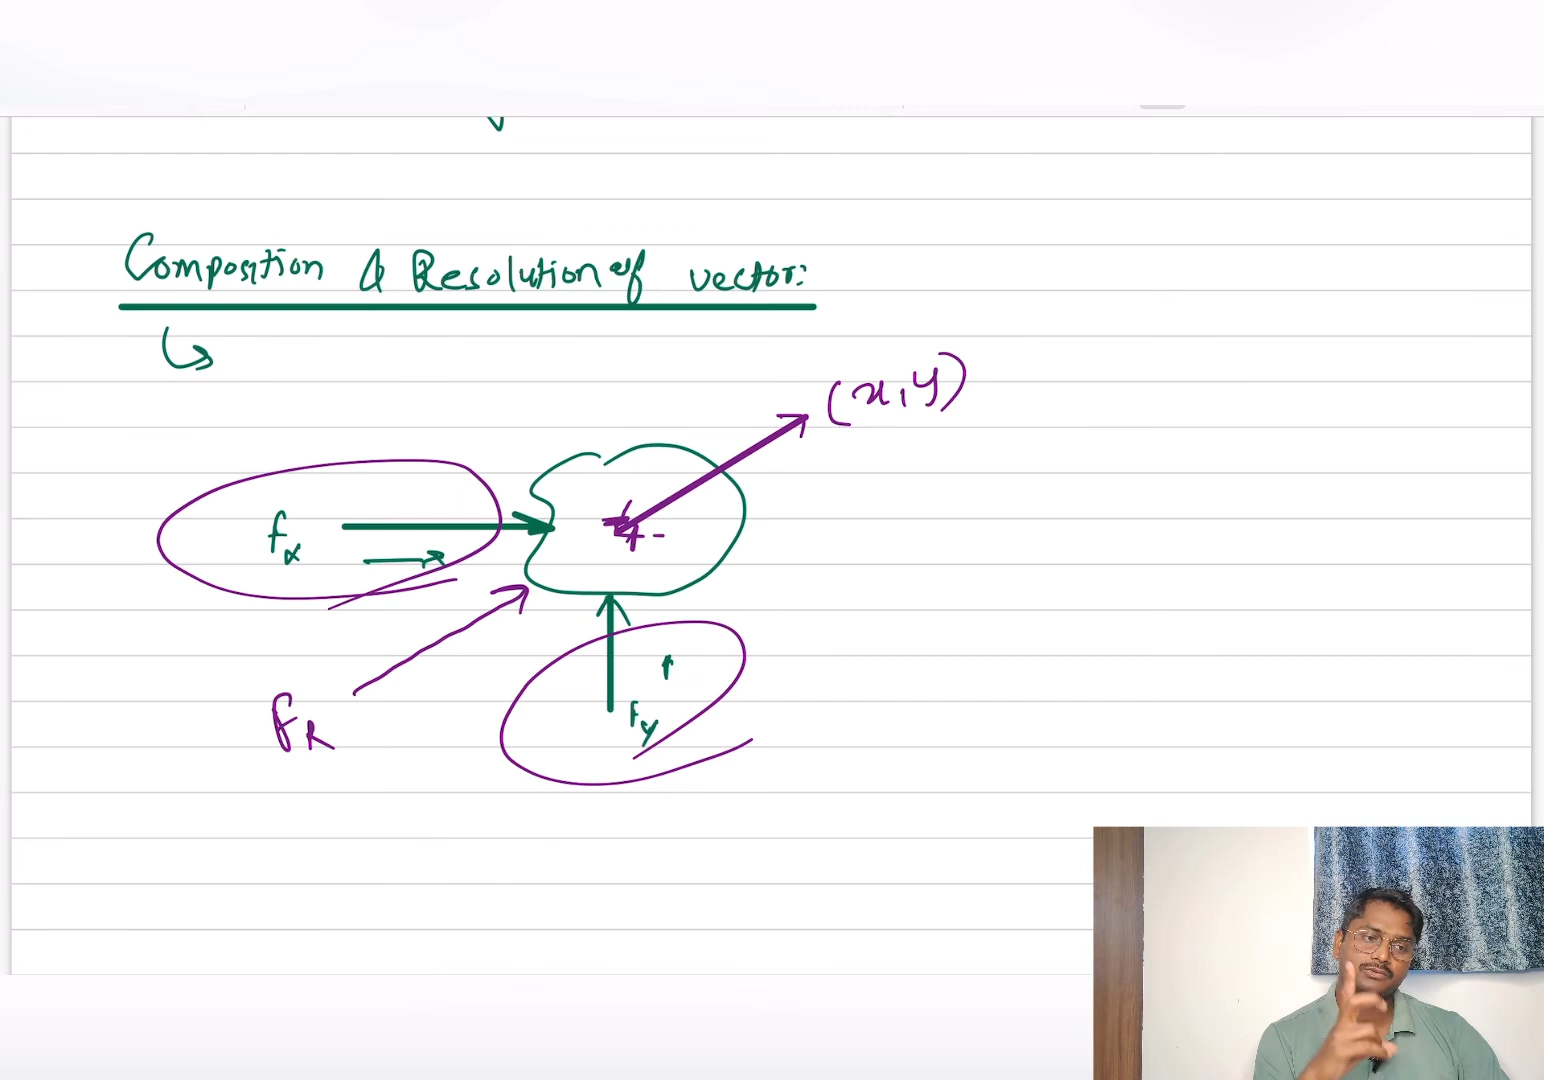 Composition & Resolution of vector:
(x, y)
Fx
Fy
FR